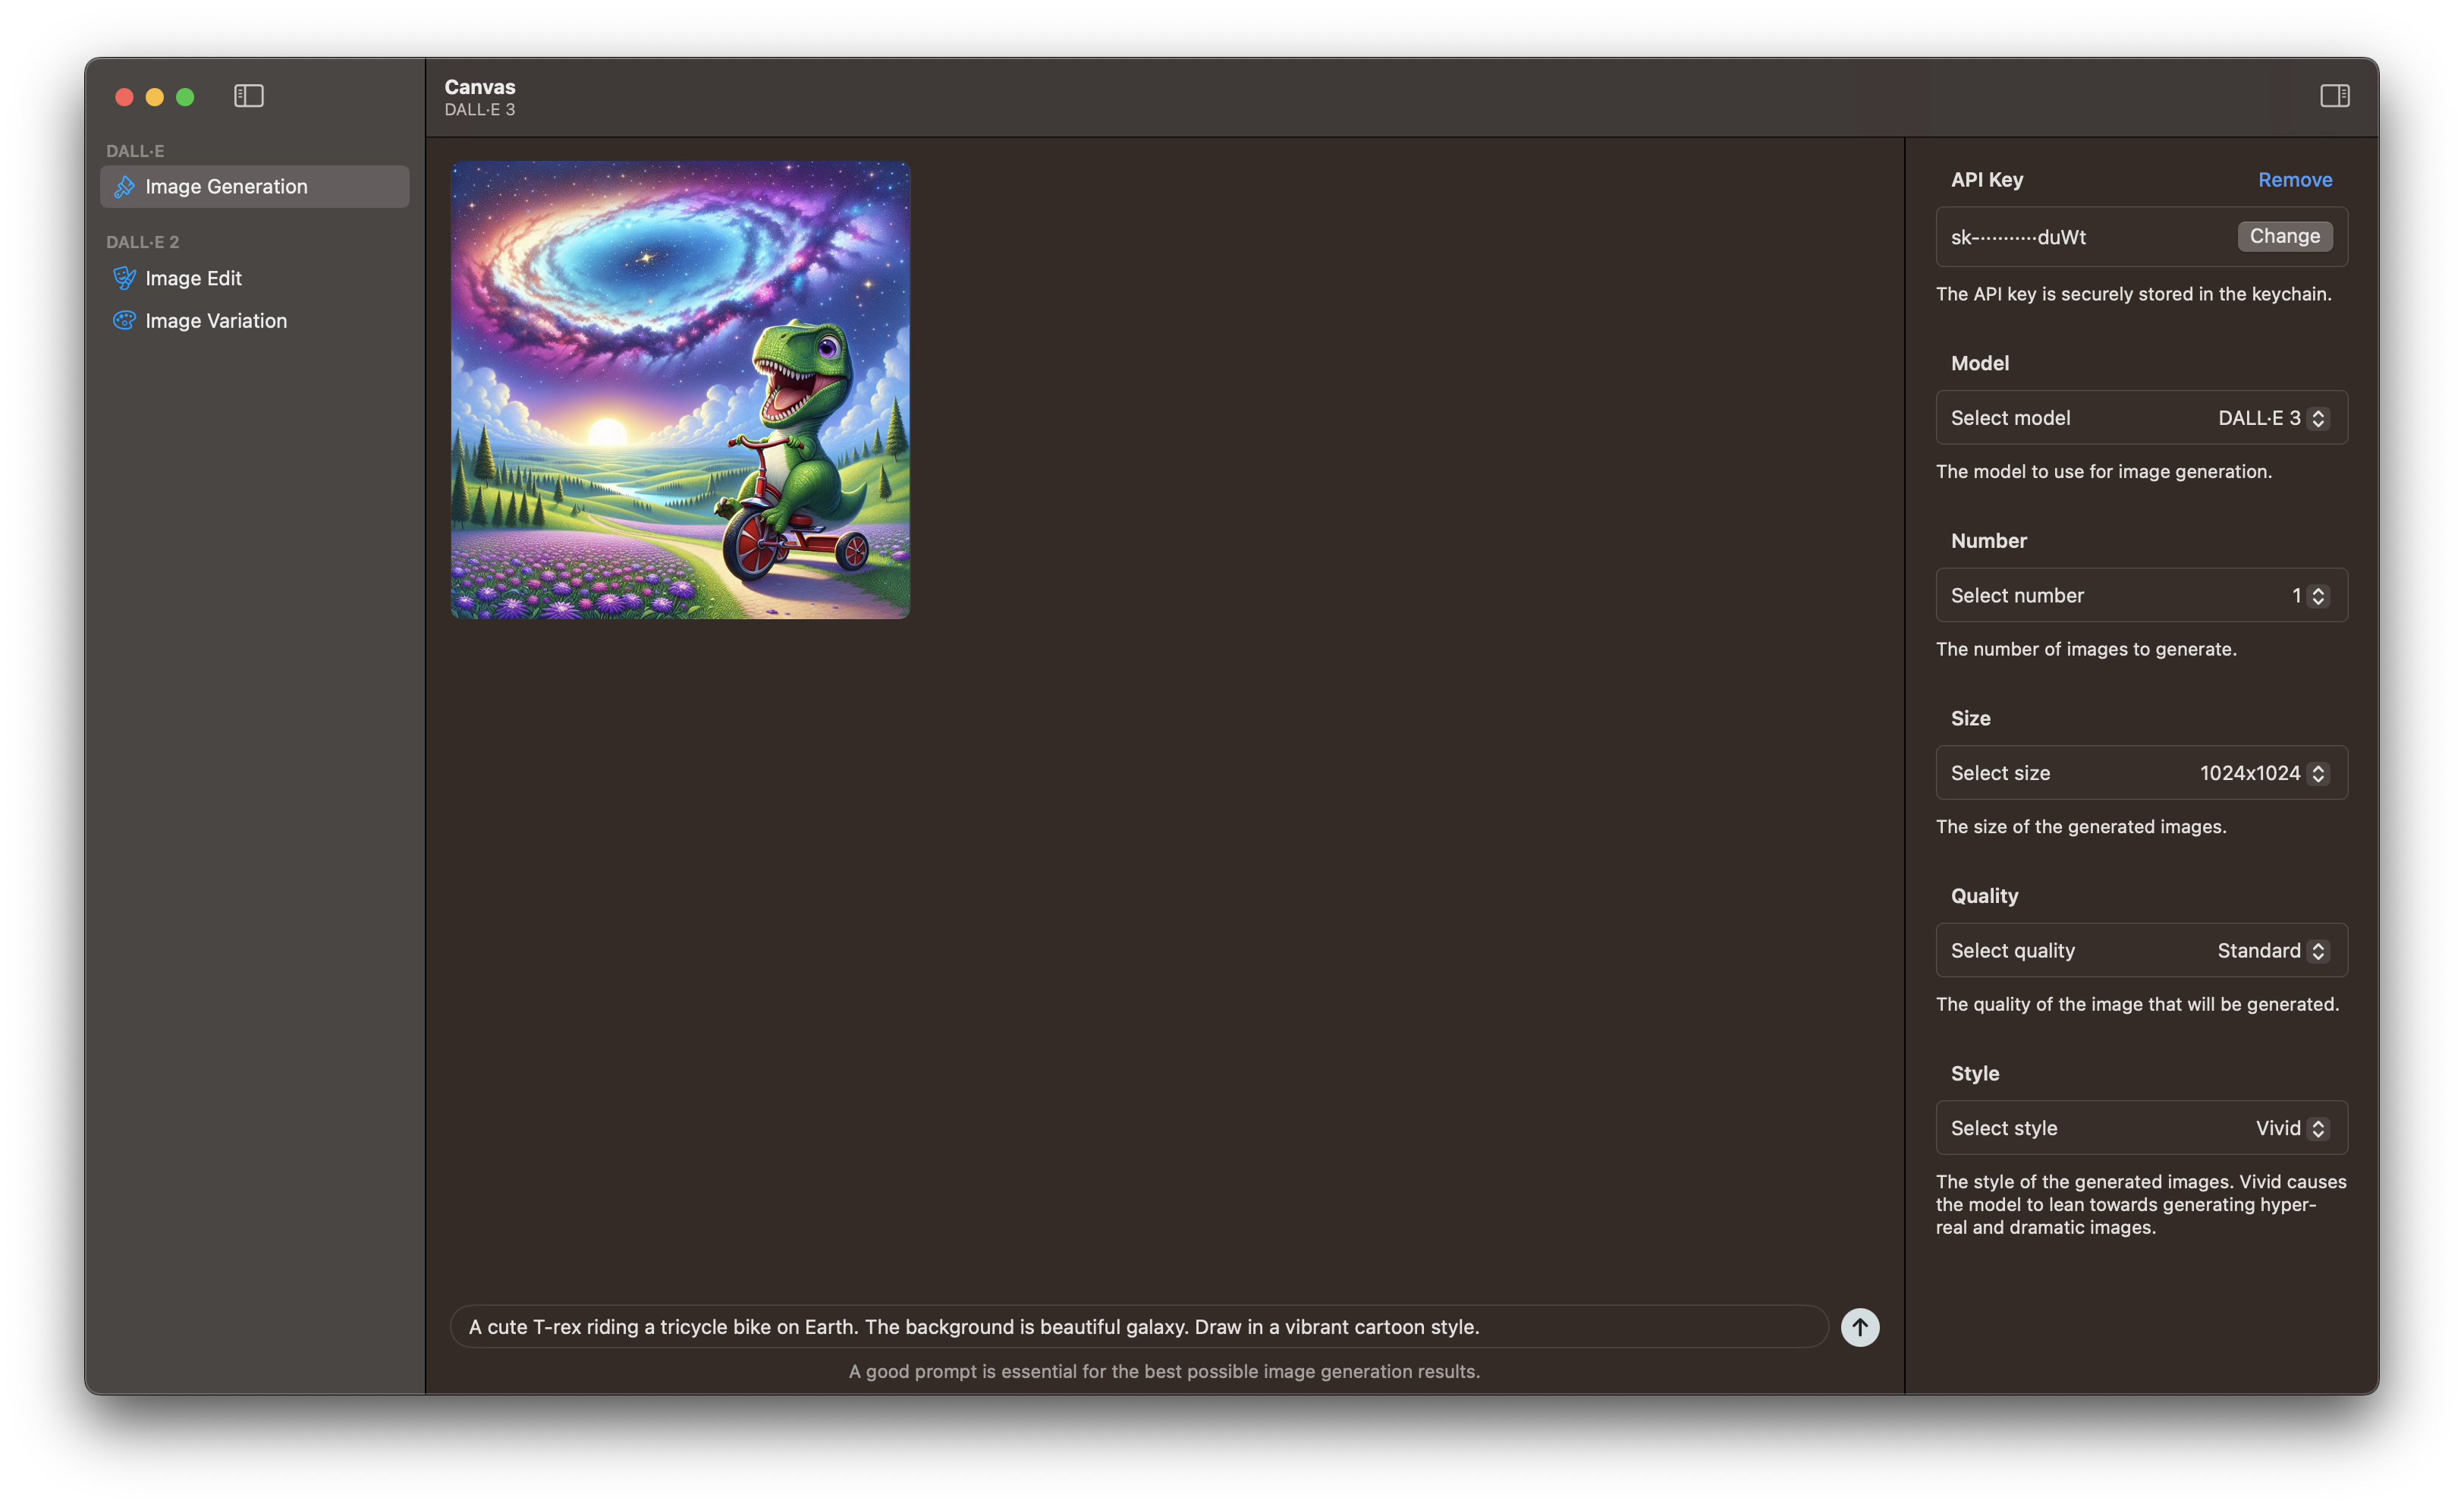 Canvas
DALL·E 3
DALL·E
Image Generation
DALL·E 2
Image Edit
Image Variation
A cute T-rex riding a tricycle bike on Earth. The background is beautiful galaxy. Draw in a vibrant cartoon style.
A good prompt is essential for the best possible image generation results.
API Key Remove
sk-··········duWt Change
The API key is securely stored in the keychain.
Model
Select model DALL·E 3
The model to use for image generation.
Number
Select number 1
The number of images to generate.
Size
Select size 1024x1024
The size of the generated images.
Quality
Select quality Standard
The quality of the image that will be generated.
Style
Select style Vivid
The style of the generated images. Vivid causes
the model to lean towards generating hyper-
real and dramatic images.